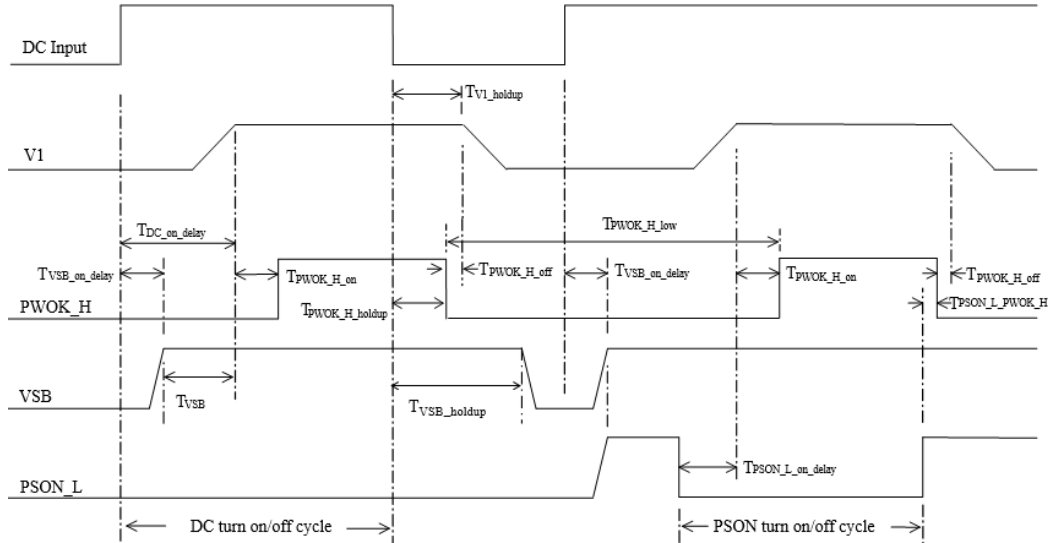 DC Input
TV1_holdup
V1
TDC_on_delay
TPWOK_H_low
TVSB_on_delay
TPWOK_H_on
TPWOK_H_off
TVSB_on_delay
TPWOK_H_on
TPWOK_H_off
PWOK_H
TPWOK_H_holdup
TPSON_L_PWOK_H
VSB
TVSB
TVSB_holdup
PSON_L
TPSON_L_on_delay
DC turn on/off cycle
PSON turn on/off cycle